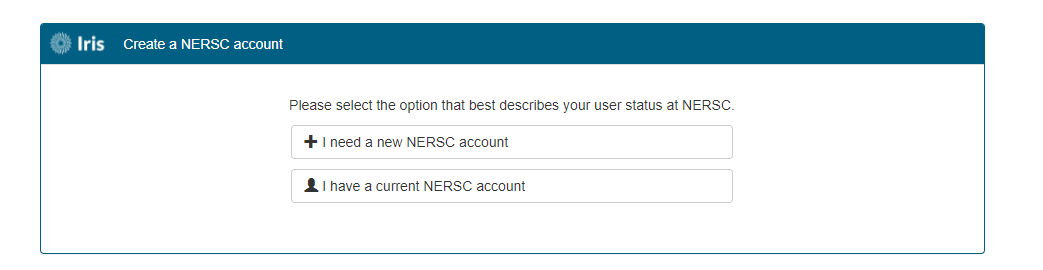 Iris Create a NERSC account
Please select the option that best describes your user status at NERSC.
I need a new NERSC account
I have a current NERSC account